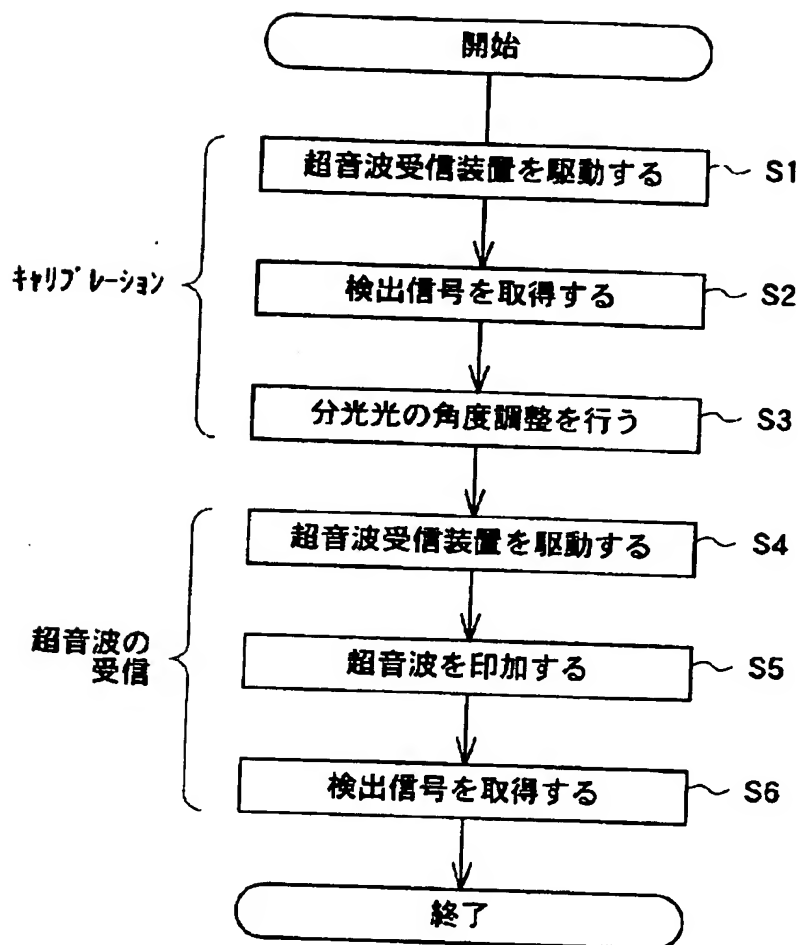 開始
超音波受信装置を駆動する
S1
キャリブレーション
検出信号を取得する
S2
分光光の角度調整を行う
S3
超音波受信装置を駆動する
S4
超音波の
受信
超音波を印加する
S5
検出信号を取得する
S6
終了